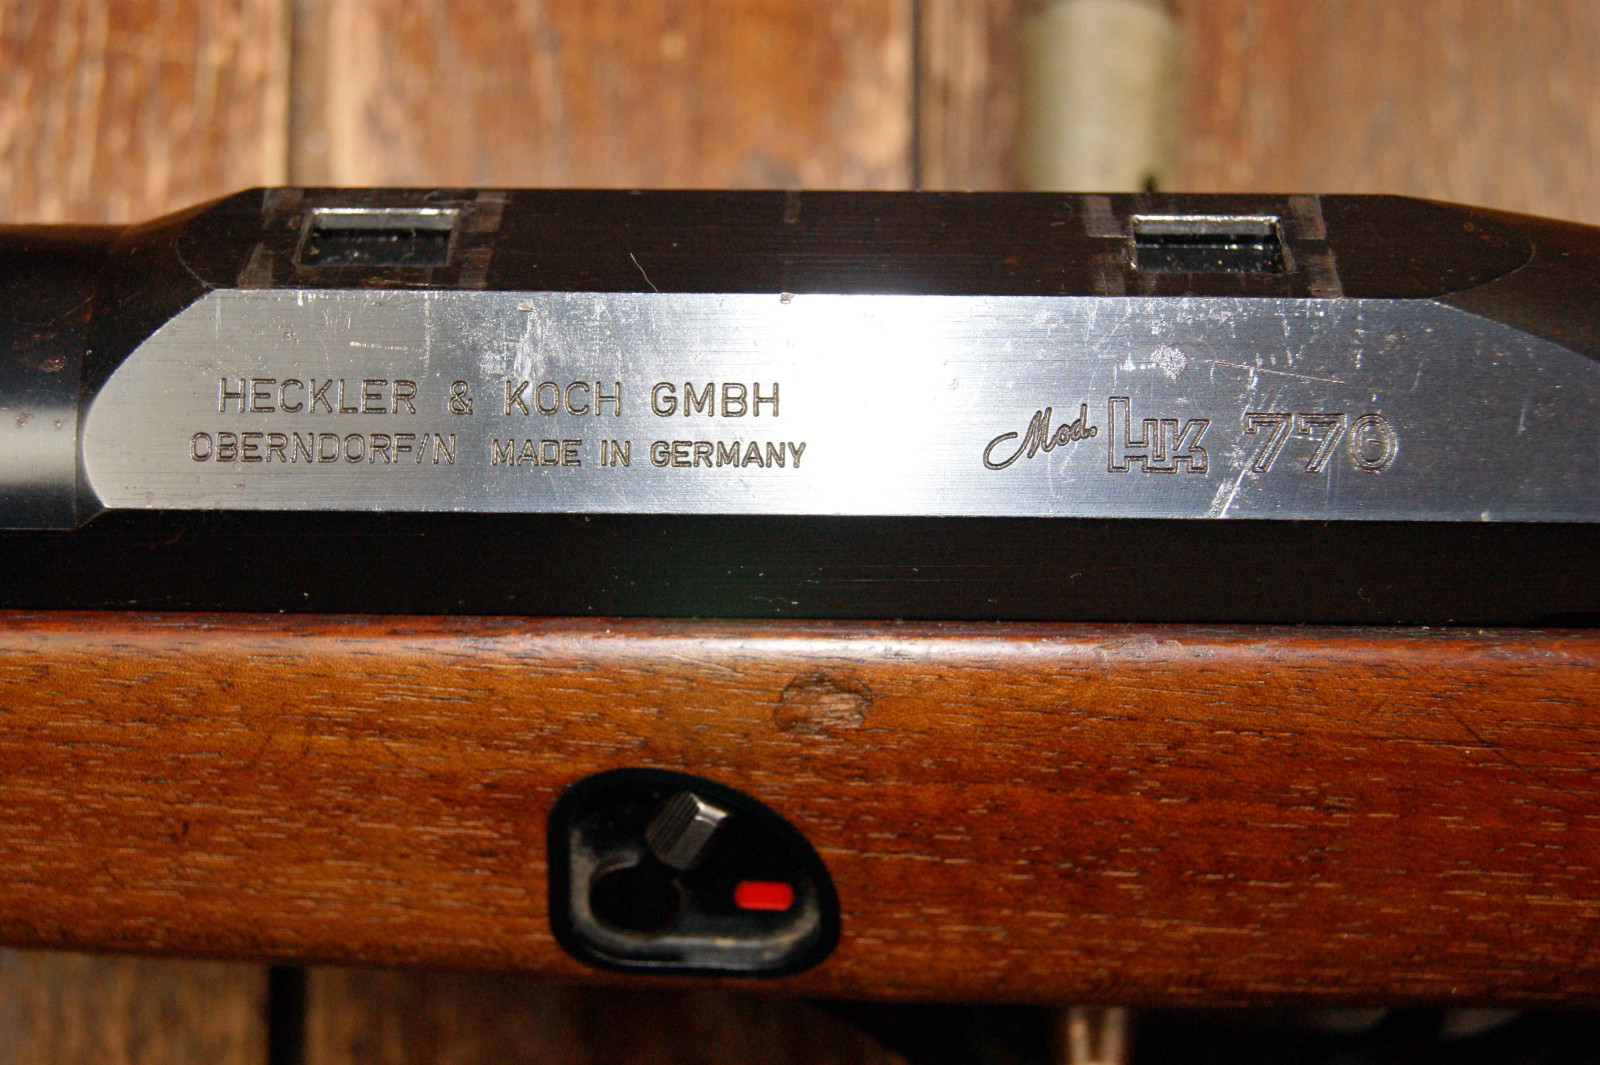 HECKLER & KOCH GMBH
OBERNDORF/N MADE IN GERMANY
Mod. HK 770